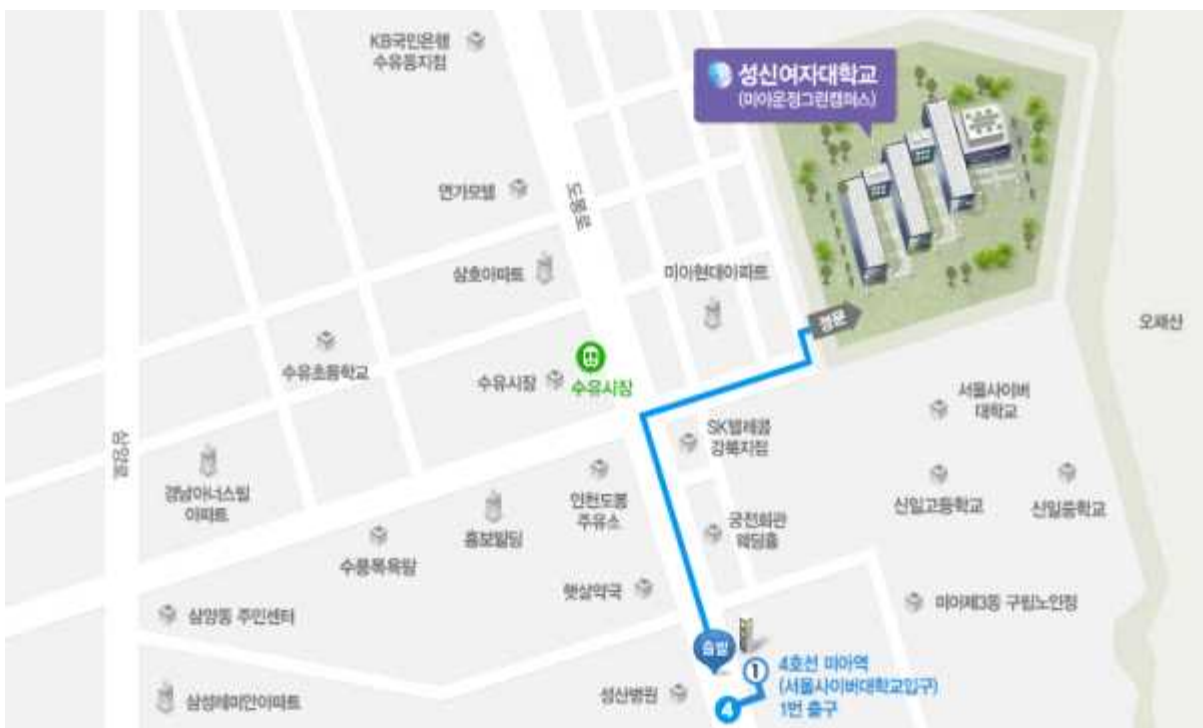 KB국민은행
수유동지점
성신여자대학교
(미아운정그린캠퍼스)
연가모텔
도봉로
삼호아파트
미아현대아파트
정문
오패산
수유초등학교
수유시장
수유시장
서울사이버
대학교
SK텔레콤
강북지점
삼양로
경남아너스빌
아파트
인천도봉
주유소
신일고등학교
신일중학교
홍보빌딩
궁전회관
웨딩홀
수풍목욕탕
햇살약국
미아제3동 구립노인정
삼양동 주민센터
출발
1
4호선 미아역
(서울사이버대학교입구)
1번 출구
성산병원
4
삼성래미안아파트